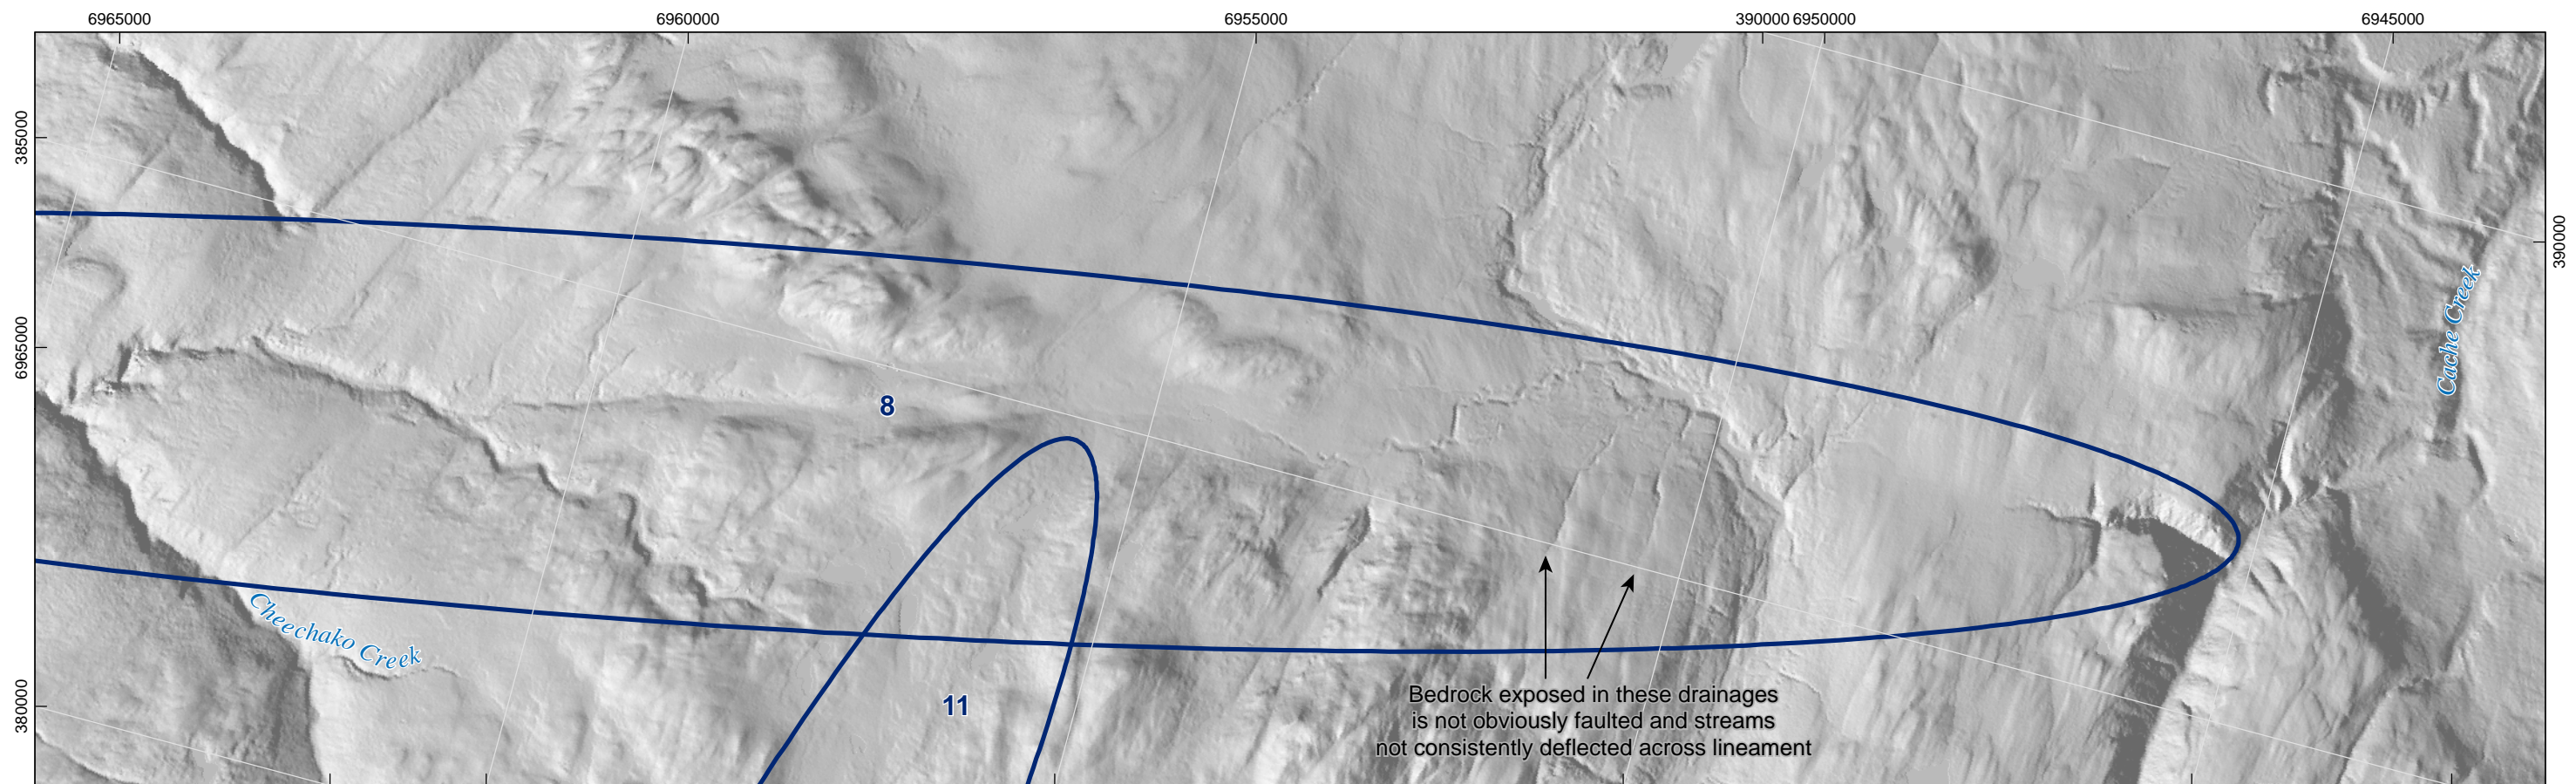 6965000
6960000
6955000
390000 6950000
6945000
385000
6965000
380000
390000
8
11
Cheechako Creek
Cache Creek
Bedrock exposed in these drainages
is not obviously faulted and streams
not consistently deflected across lineament